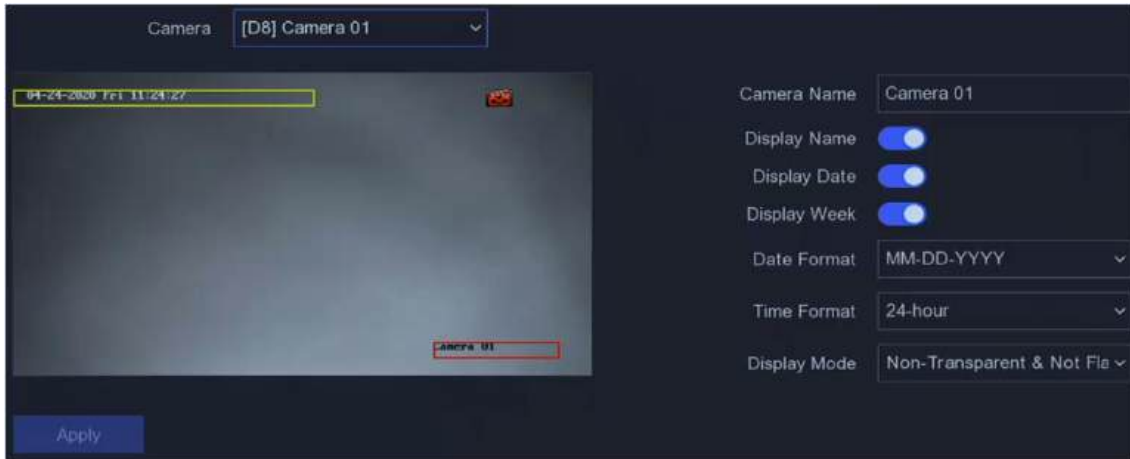 Camera [D8] Camera 01
04-24-2020 Fri 11:24:27
Camera Name Camera 01
Display Name
Display Date
Display Week
Date Format MM-DD-YYYY
Time Format 24-hour
Camera 01
Display Mode Non-Transparent & Not Fla
Apply